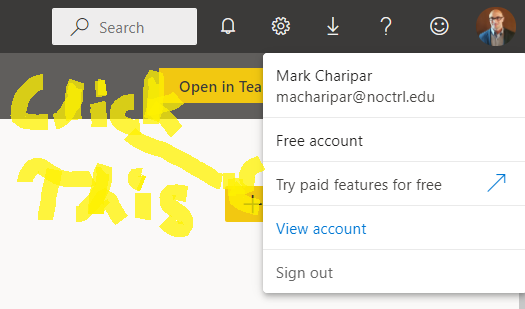 Search
?
Open in Tea
Click
This
Mark Charipar
macharipar@noctrl.edu
Free account
Try paid features for free
View account
Sign out